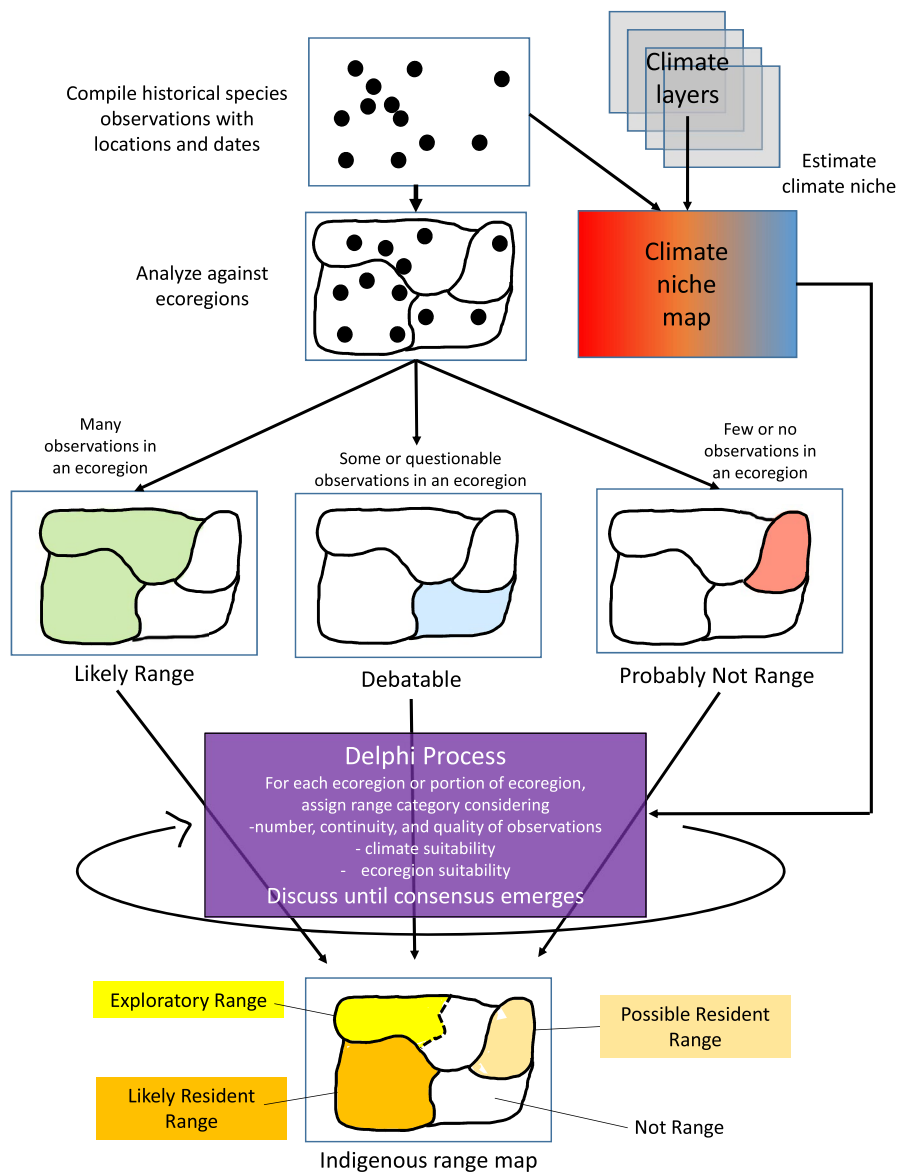 Compile historical species
observations with
locations and dates
Climate
layers
Estimate
climate niche
Analyze against
ecoregions
Climate
niche
map
Many
observations in
an ecoregion
Some or questionable
observations in an ecoregion
Few or no
observations in
an ecoregion
Likely Range
Debatable
Probably Not Range
Delphi Process
For each ecoregion or portion of ecoregion,
assign range category considering
-number, continuity, and quality of observations
- climate suitability
- ecoregion suitability
Discuss until consensus emerges
Exploratory Range
Possible Resident
Range
Likely Resident
Range
Not Range
Indigenous range map